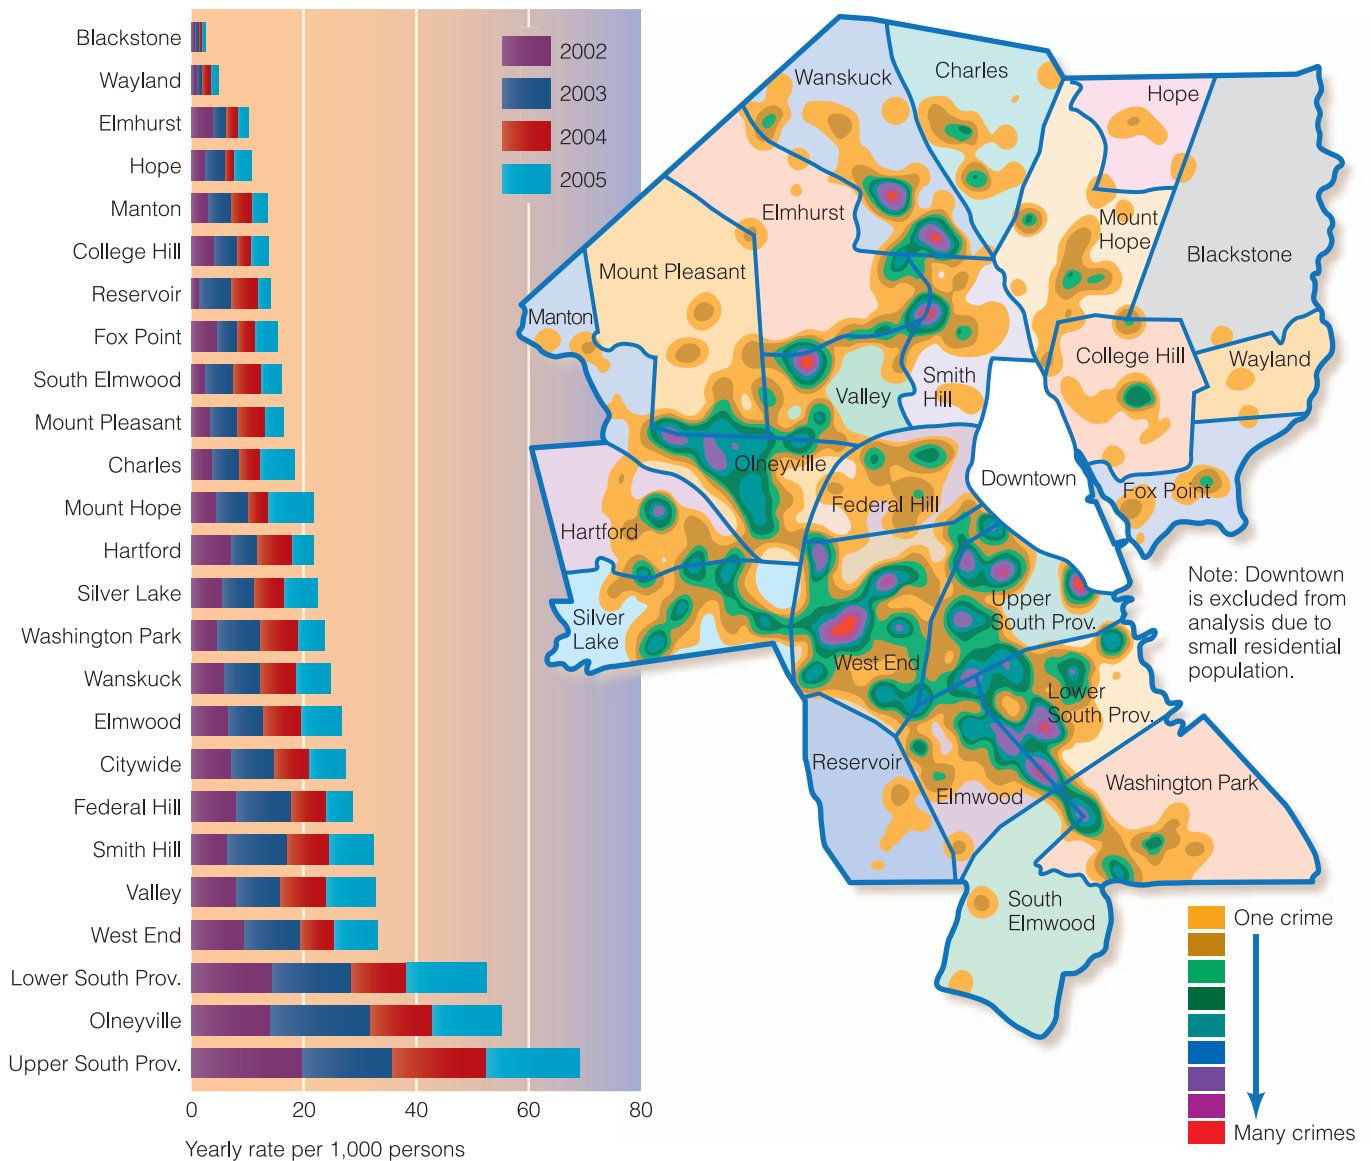 Blackstone
Wayland
Elmhurst
Hope
Manton
College Hill
Reservoir
Fox Point
South Elmwood
Mount Pleasant
Charles
Mount Hope
Hartford
Silver Lake
Washington Park
Wanskuck
Elmwood
Citywide
Federal Hill
Smith Hill
Valley
West End
Lower South Prov.
Olneyville
Upper South Prov.
0 20 40 60 80
Yearly rate per 1,000 persons
2002
2003
2004
2005
Wanskuck
Charles
Hope
Elmhurst
Mount
Hope
Blackstone
Mount Pleasant
Manton
College Hill
Wayland
Smith
Hill
Valley
Olneyville
Downtown
Federal Hill
Fox Point
Hartford
Silver
Lake
Upper
South Prov.
West End
Lower
South Prov.
Reservoir
Elmwood
Washington Park
South
Elmwood
Note: Downtown
is excluded from
analysis due to
small residential
population.
One crime
Many crimes